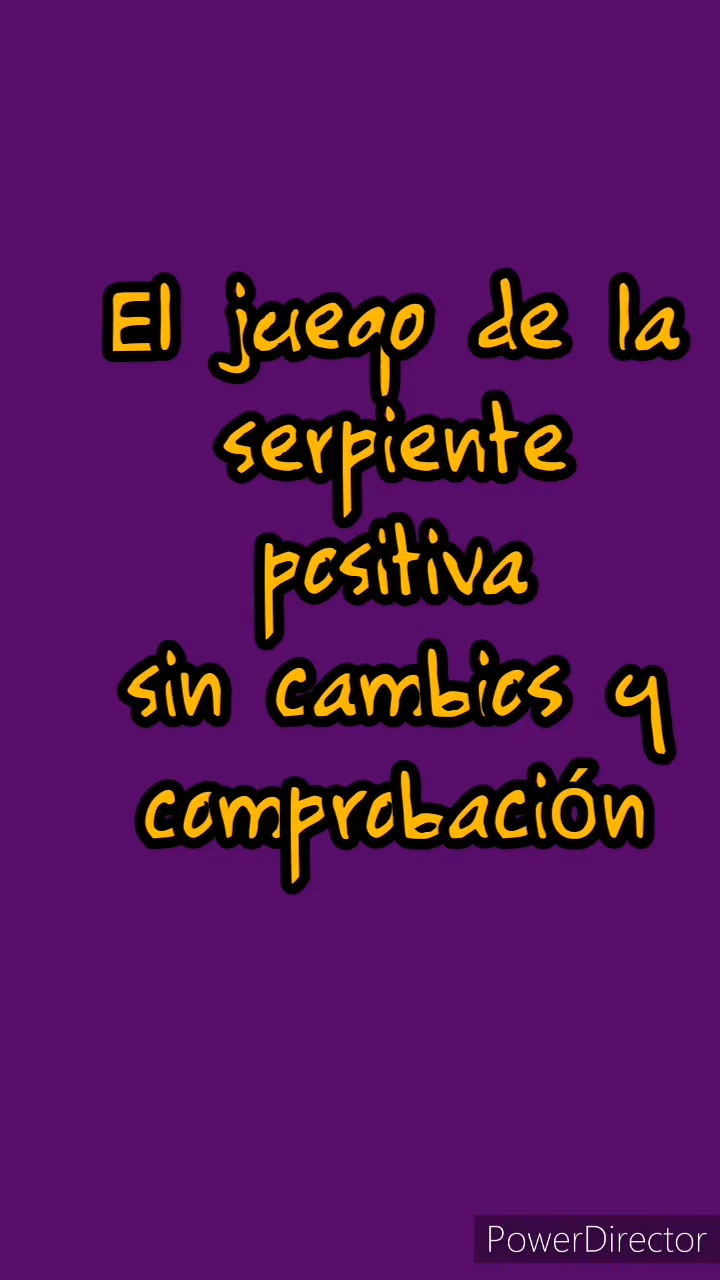 El juego de la
serpiente
positiva
sin cambios y
comprobación
PowerDirector